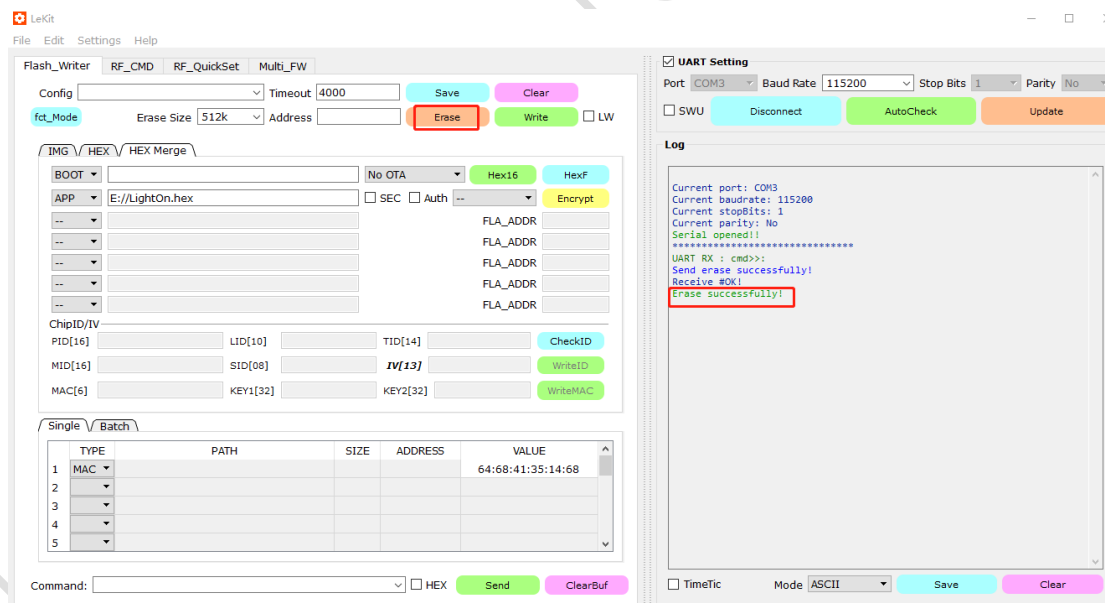 LeKit
File Edit Settings Help
Flash_Writer RF_CMD RF_QuickSet Multi_FW
Config Timeout 4000 Save Clear
fct_Mode Erase Size 512k Address Erase Write LW
IMG HEX HEX Merge
BOOT No OTA Hex16 HexF
APP E://LightOn.hex SEC Auth -- Encrypt
-- FLA_ADDR
-- FLA_ADDR
-- FLA_ADDR
-- FLA_ADDR
-- FLA_ADDR
ChipID/IV
PID[16] LID[10] TID[14] CheckID
MID[16] SID[08] IV[13] WriteID
MAC[6] KEY1[32] KEY2[32] WriteMAC
Single Batch
TYPE PATH SIZE ADDRESS VALUE
1 MAC 64:68:41:35:14:68
2
3
4
5
Command: HEX Send ClearBuf
UART Setting
Port COM3 Baud Rate 115200 Stop Bits 1 Parity No
SWU Disconnect AutoCheck Update
Log
Current port: COM3
Current baudrate: 115200
Current stopBits: 1
Current parity: No
Serial opened!!
*******************************
UART RX : cmd>>:
Send erase successfully!
Receive #OK!
Erase successfully!
TimeTic Mode ASCII Save Clear